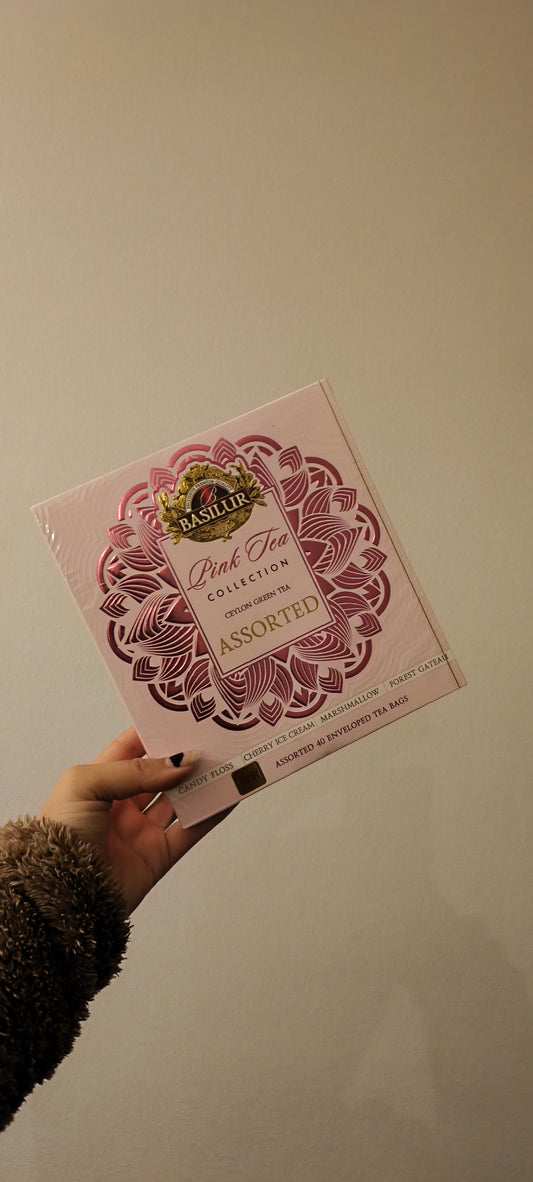 BASILUR
Pink Tea
COLLECTION
CEYLON GREEN TEA
ASSORTED
CANDY FLOSS CHERRY ICE CREAM MARSHMALLOW FOREST GATEAU
ASSORTED 40 ENVELOPED TEA BAGS